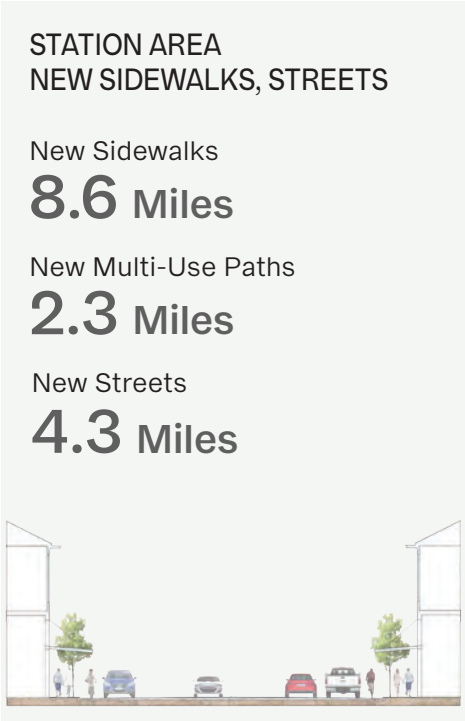 STATION AREA
NEW SIDEWALKS, STREETS
New Sidewalks
8.6 Miles
New Multi-Use Paths
2.3 Miles
New Streets
4.3 Miles